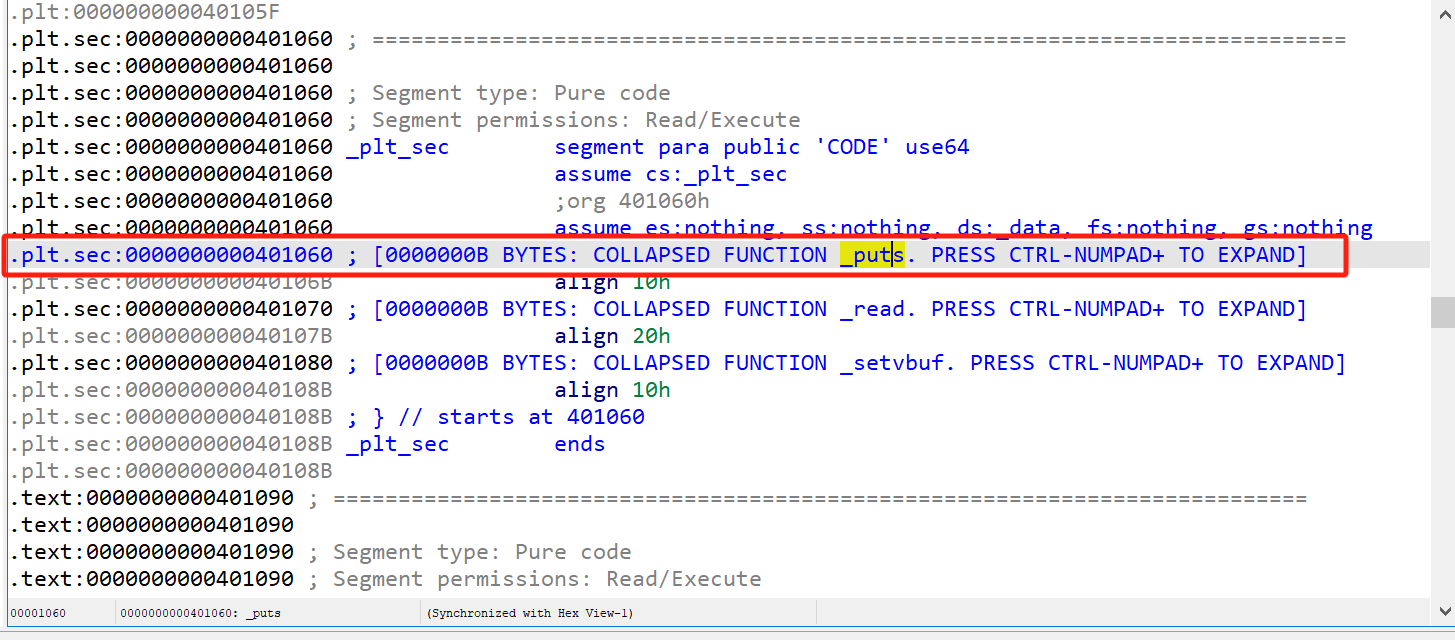 .plt:000000000040105F
.plt.sec:0000000000401060 ; ===========================================================================
.plt.sec:0000000000401060
.plt.sec:0000000000401060 ; Segment type: Pure code
.plt.sec:0000000000401060 ; Segment permissions: Read/Execute
.plt.sec:0000000000401060 _plt_sec        segment para public 'CODE' use64
.plt.sec:0000000000401060                 assume cs:_plt_sec
.plt.sec:0000000000401060                 ;org 401060h
.plt.sec:0000000000401060                 assume es:nothing, ss:nothing, ds:_data, fs:nothing, gs:nothing
.plt.sec:0000000000401060 ; [0000000B BYTES: COLLAPSED FUNCTION _puts. PRESS CTRL-NUMPAD+ TO EXPAND]
.plt.sec:000000000040106B                 align 10h
.plt.sec:0000000000401070 ; [0000000B BYTES: COLLAPSED FUNCTION _read. PRESS CTRL-NUMPAD+ TO EXPAND]
.plt.sec:000000000040107B                 align 20h
.plt.sec:0000000000401080 ; [0000000B BYTES: COLLAPSED FUNCTION _setvbuf. PRESS CTRL-NUMPAD+ TO EXPAND]
.plt.sec:000000000040108B                 align 10h
.plt.sec:000000000040108B ; } // starts at 401060
.plt.sec:000000000040108B _plt_sec        ends
.plt.sec:000000000040108B
.text:0000000000401090 ; ===========================================================================
.text:0000000000401090
.text:0000000000401090 ; Segment type: Pure code
.text:0000000000401090 ; Segment permissions: Read/Execute
00001060 0000000000401060: _puts (Synchronized with Hex View-1)